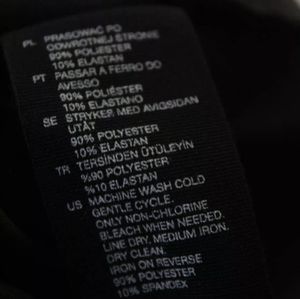 PL PRASOWAĆ PO
ODWROTNEJ STRONIE
90% POLIESTER
10% ELASTAN
PT PASSAR A FERRO DO
AVESSO
90% POLIÉSTER
10% ELASTANO
SE STRYKES MED AVIGSIDAN
UTÅT
90% POLYESTER
10% ELASTAN
TR TERSİNDEN ÜTÜLEYİN
%90 POLYESTER
%10 ELASTAN
US MACHINE WASH COLD
GENTLE CYCLE.
ONLY NON-CHLORINE
BLEACH WHEN NEEDED.
LINE DRY. MEDIUM IRON.
DRY CLEAN.
IRON ON REVERSE
90% POLYESTER
10% SPANDEX